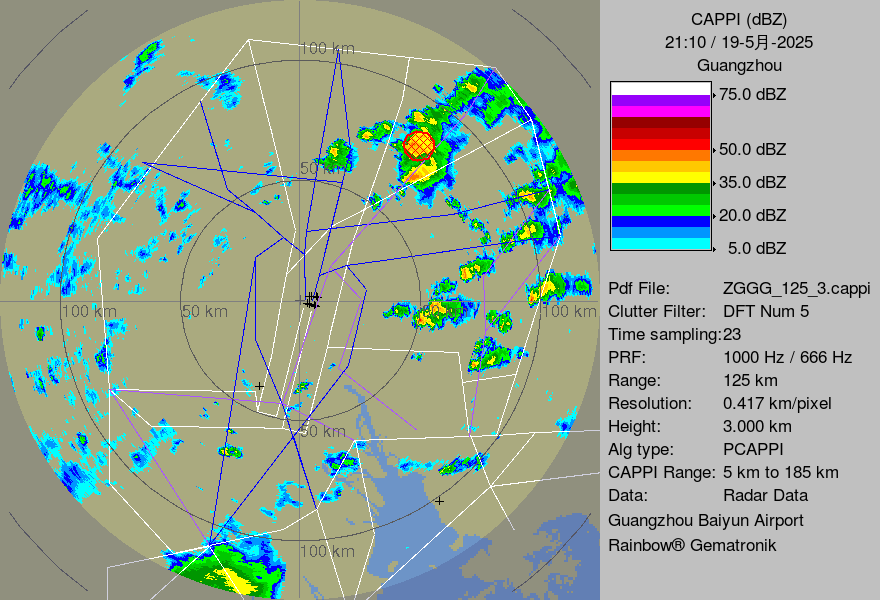 CAPPI (dBZ)
21:10 / 19-5月-2025
Guangzhou
75.0 dBZ
50.0 dBZ
35.0 dBZ
20.0 dBZ
5.0 dBZ
Pdf File: ZGGG_125_3.cappi
Clutter Filter: DFT Num 5
Time sampling:23
PRF: 1000 Hz / 666 Hz
Range: 125 km
Resolution: 0.417 km/pixel
Height: 3.000 km
Alg type: PCAPPI
CAPPI Range: 5 km to 185 km
Data: Radar Data
Guangzhou Baiyun Airport
Rainbow® Gematronik
100 km
50 km
100 km
50 km
100 km
50 km
100 km